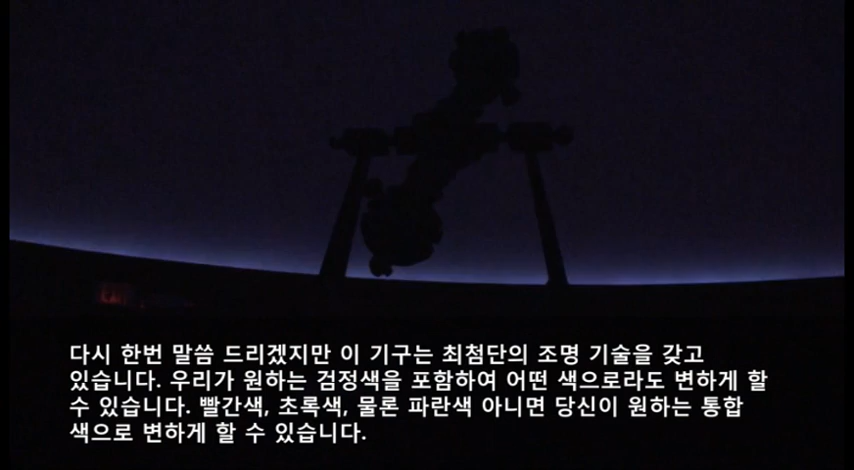 다시 한번 말씀 드리겠지만 이 기구는 최첨단의 조명 기술을 갖고
있습니다. 우리가 원하는 검정색을 포함하여 어떤 색으로라도 변하게 할
수 있습니다. 빨간색, 초록색, 물론 파란색 아니면 당신이 원하는 통합
색으로 변하게 할 수 있습니다.